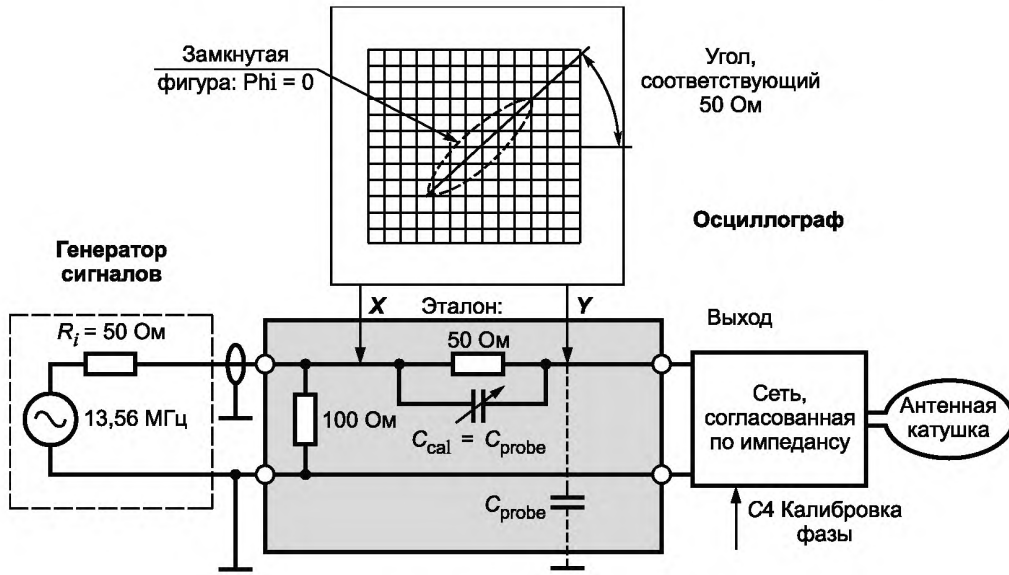 Замкнутая
фигура: Phi = 0
Угол,
соответствующий
50 Ом
Осциллограф
Генератор
сигналов
X
Эталон:
Y
Выход
R_i = 50 Ом
50 Ом
13,56 МГц
100 Ом
C_cal = C_probe
Сеть,
согласованная
по импедансу
Антенная
катушка
C_probe
C4 Калибровка
фазы